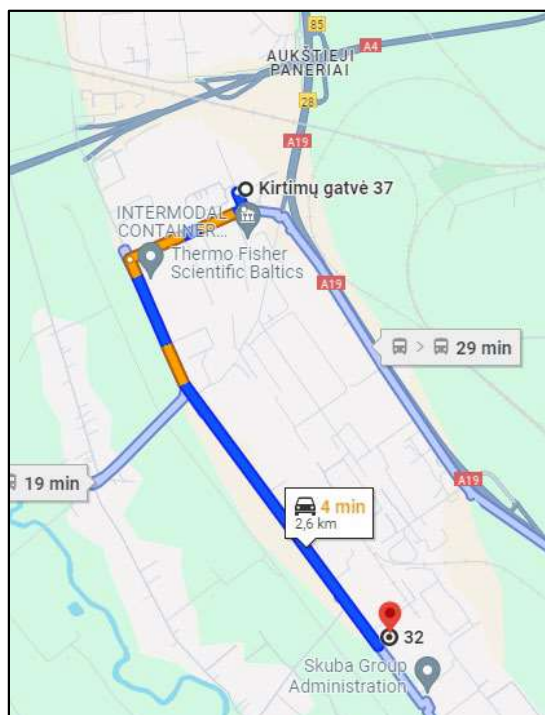 85
A4
AUKŠTIEJI
PANERIAI
28
A19
Kirtimų gatvė 37
INTERMODAL
CONTAINER...
Thermo Fisher
Scientific Baltics
A19
29 min
A19
19 min
4 min
2,6 km
32
Skuba Group
Administration